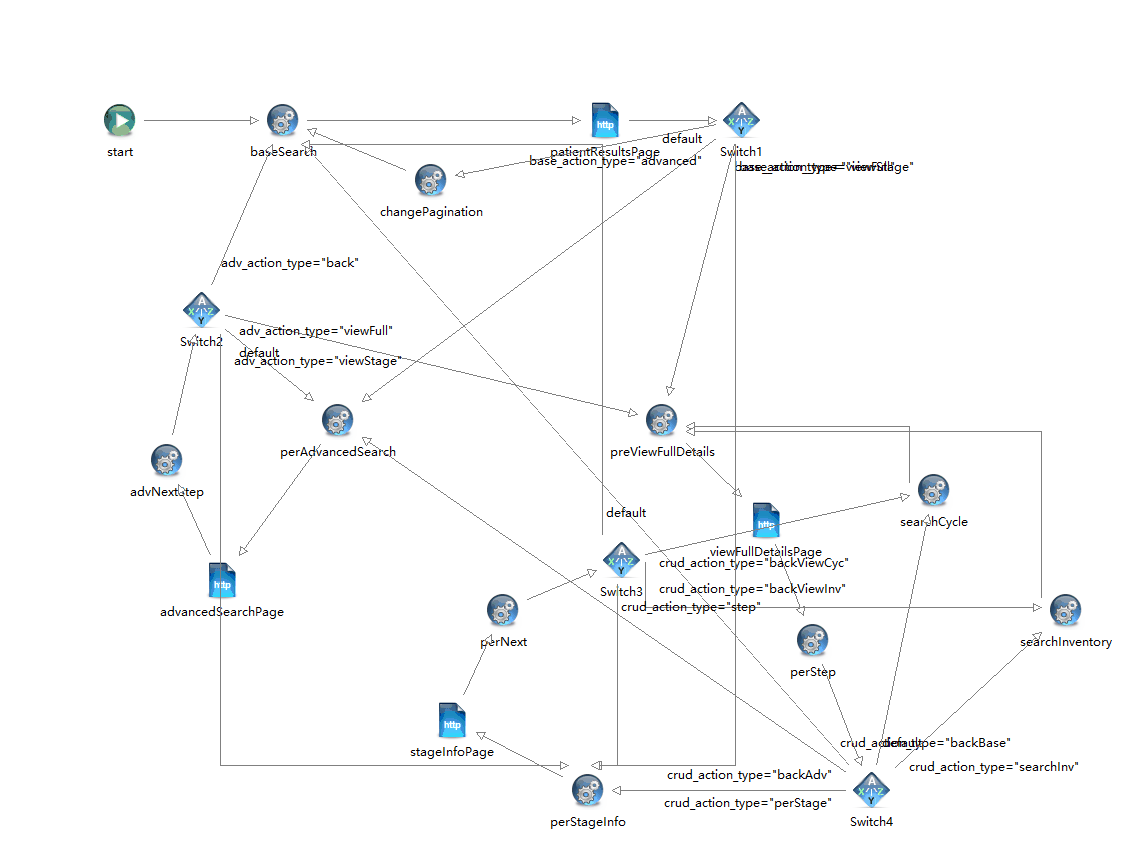 start
baseSearch
http
patientResultsPage
default
Switch1
base_action_type="advanced"
base_action_type="viewStage"
changePagination
adv_action_type="back"
Switch2
adv_action_type="viewFull"
default
adv_action_type="viewStage"
perAdvancedSearch
preViewFullDetails
advNextStep
searchCycle
default
http
viewFullDetailsPage
crud_action_type="backViewCyc"
Switch3
crud_action_type="backViewInv"
crud_action_type="step"
http
advancedSearchPage
perNext
searchInventory
perStep
http
stageInfoPage
crud_action_type="backBase"
default
crud_action_type="searchInv"
crud_action_type="backAdv"
crud_action_type="perStage"
perStageInfo
Switch4